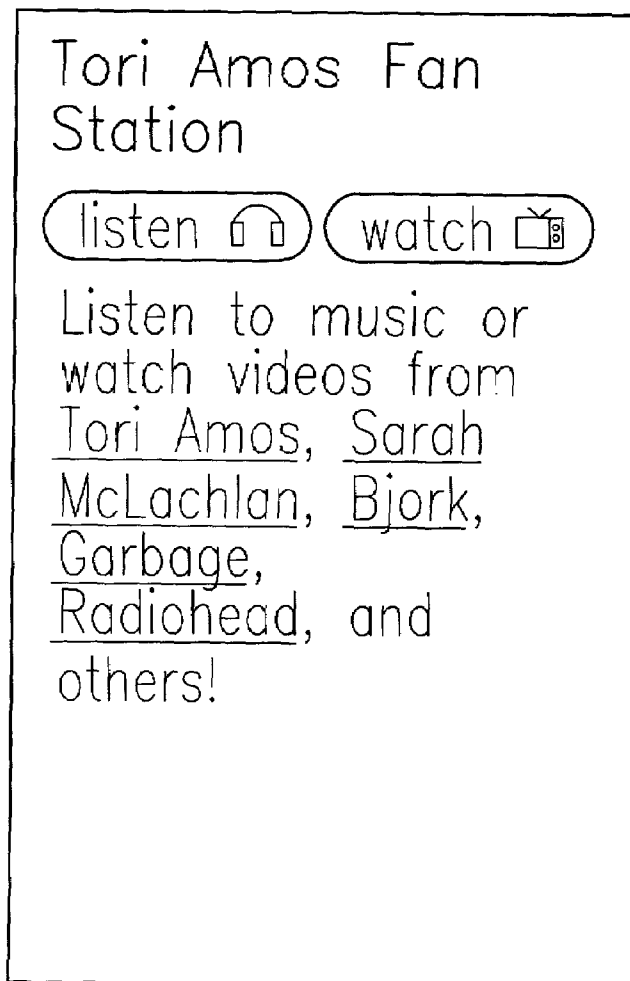 Tori Amos Fan
Station
listen watch
Listen to music or
watch videos from
Tori Amos, Sarah
McLachlan, Bjork,
Garbage,
Radiohead, and
others!